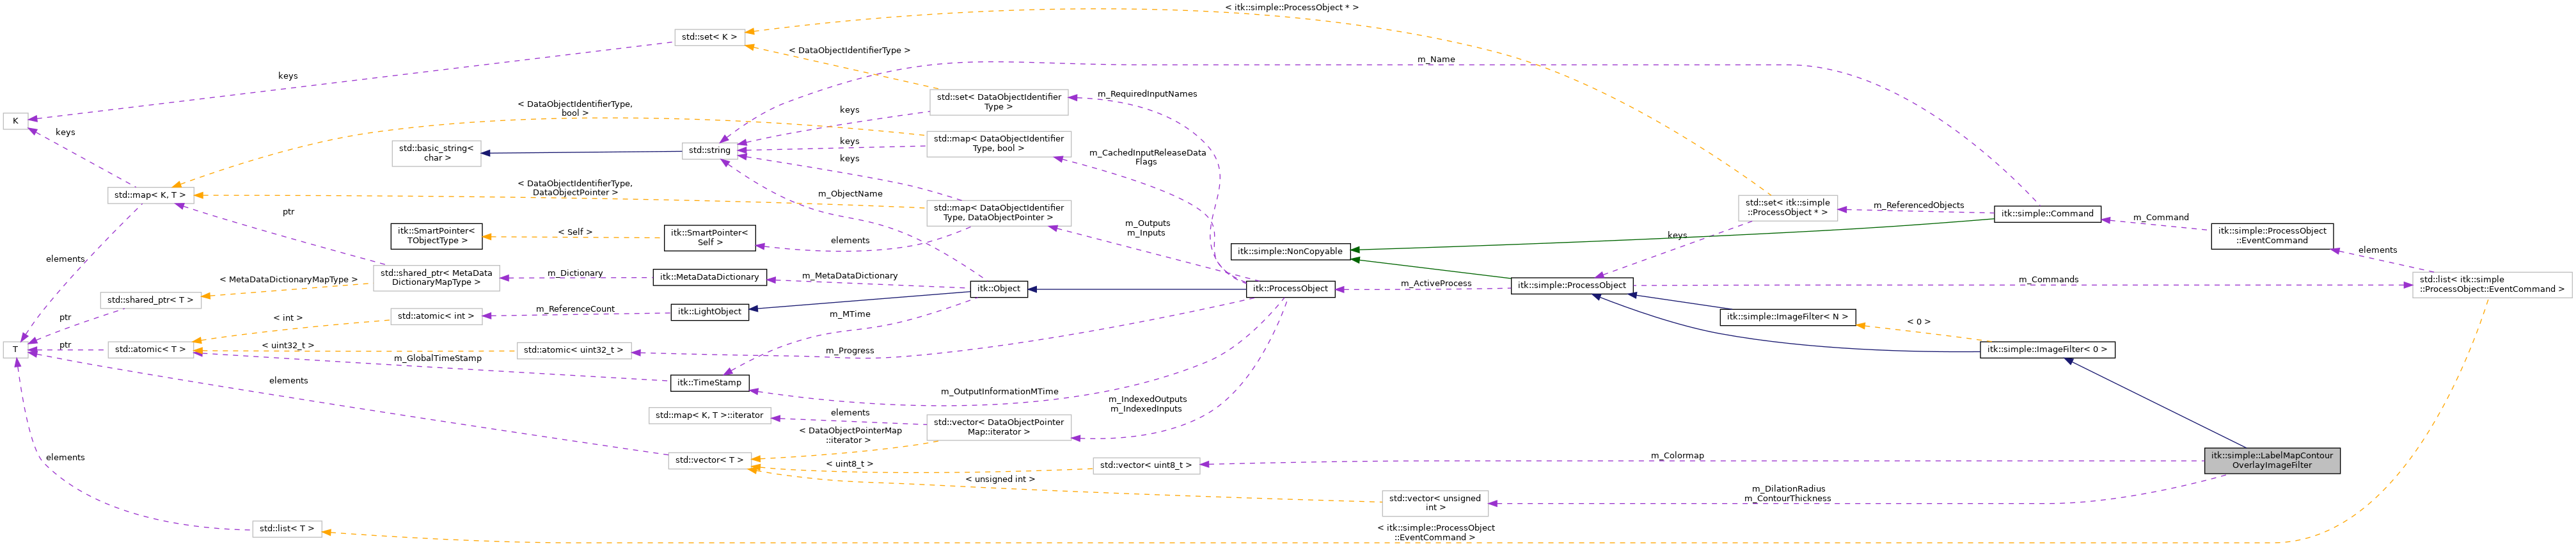 < itk::simple::ProcessObject * >
std::set< K >
< DataObjectIdentifierType >
m_Name
keys
std::set< DataObjectIdentifier
Type >
m_RequiredInputNames
< DataObjectIdentifierType,
bool >
keys
K
keys
std::map< DataObjectIdentifier
Type, bool >
keys
std::basic_string<
char >
std::string
m_CachedInputReleaseData
Flags
keys
< DataObjectIdentifierType,
DataObjectPointer >
std::map< K, T >
m_ObjectName
std::set< itk::simple
::ProcessObject * >
m_ReferencedObjects
itk::simple::Command
ptr
std::map< DataObjectIdentifier
Type, DataObjectPointer >
m_Command
m_Outputs
m_Inputs
itk::SmartPointer<
TObjectType >
< Self >
itk::SmartPointer<
Self >
elements
keys
itk::simple::ProcessObject
::EventCommand
itk::simple::NonCopyable
elements
elements
std::shared_ptr< MetaData
DictionaryMapType >
m_Dictionary
itk::MetaDataDictionary
m_MetaDataDictionary
< MetaDataDictionaryMapType >
m_Commands
m_ActiveProcess
itk::Object
itk::ProcessObject
itk::simple::ProcessObject
std::list< itk::simple
::ProcessObject::EventCommand >
std::shared_ptr< T >
m_ReferenceCount
itk::LightObject
m_MTime
ptr
< int >
std::atomic< int >
itk::simple::ImageFilter< N >
< 0 >
ptr
T
std::atomic< T >
< uint32_t >
std::atomic< uint32_t >
m_Progress
itk::simple::ImageFilter< 0 >
m_GlobalTimeStamp
elements
itk::TimeStamp
m_OutputInformationMTime
m_IndexedOutputs
m_IndexedInputs
std::map< K, T >::iterator
elements
std::vector< DataObjectPointer
Map::iterator >
< DataObjectPointerMap
::iterator >
elements
std::vector< T >
< uint8_t >
std::vector< uint8_t >
m_Colormap
itk::simple::LabelMapContour
OverlayImageFilter
< unsigned int >
std::vector< unsigned
int >
m_DilationRadius
m_ContourThickness
std::list< T >
< itk::simple::ProcessObject
::EventCommand >